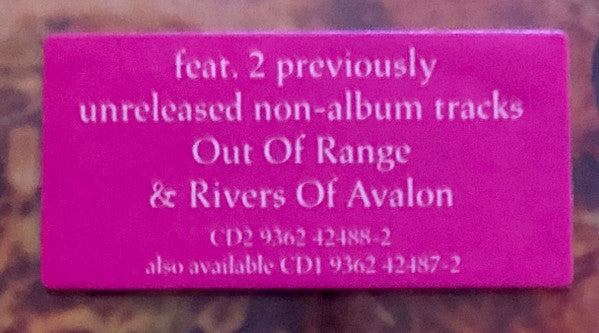 feat. 2 previously
unreleased non-album tracks
Out Of Range
& Rivers Of Avalon
CD2 9362 42488-2
also available CD1 9362 42487-2